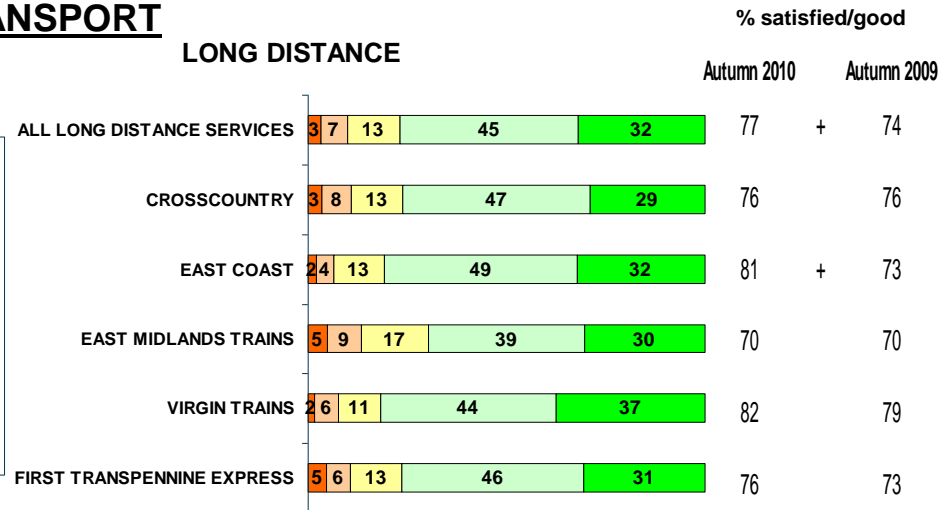 ANSPORT
% satisfied/good
LONG DISTANCE
Autumn 2010 Autumn 2009
ALL LONG DISTANCE SERVICES 3 7 13 45 32 77 + 74
CROSSCOUNTRY 3 8 13 47 29 76 76
EAST COAST 2 4 13 49 32 81 + 73
EAST MIDLANDS TRAINS 5 9 17 39 30 70 70
VIRGIN TRAINS 2 6 11 44 37 82 79
FIRST TRANSPENNINE EXPRESS 5 6 13 46 31 76 73